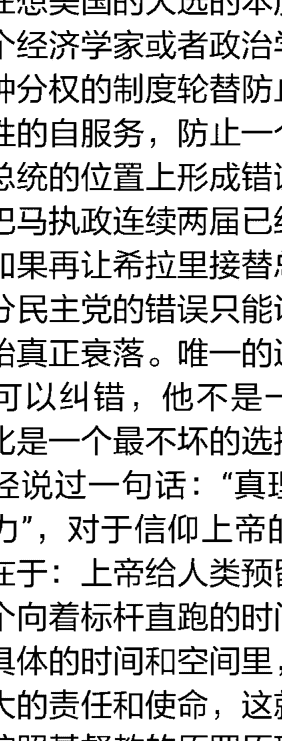 想美国的大选的本
个经济学家或者政治学
分权的制度轮替防止
性的自服务，防止一个
总统的位置上形成错误
巴马执政连续两届已经
如果再让希拉里接替总
分民主党的错误只能让
真正衰落。唯一的选
可以纠错，他不是一
是一个最不坏的选择
经说过一句话：“真理
力”，对于信仰上帝的
在于：上帝给人类预留
个向着标杆直跑的时间
具体的时间和空间里，
大的责任和使命，这就